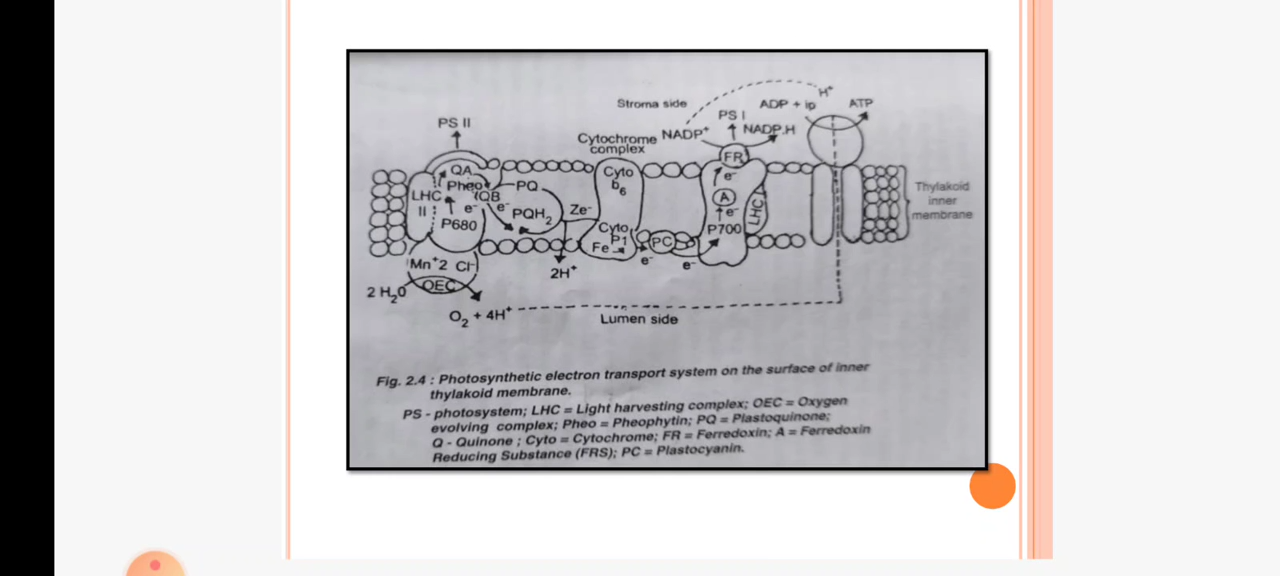 H⁺
Stroma side
ADP + ip
ATP
PS I
PS II
Cytochrome
complex
NADP⁺
NADP.H
FR
QA
Cyto
b6
e⁻
Pheo
PQ
LHC
II
QB
A
LHC
Thylakoid
inner
membrane
e⁻
e⁻
PQH2
Ze⁻
e⁻
P680
Cyto
P1
P700
Fe
PC
e⁻
e⁻
Mn⁺2 Cl⁻
2H⁺
2 H2O
OEC
O2 + 4H⁺
Lumen side
Fig. 2.4 : Photosynthetic electron transport system on the surface of inner
thylakoid membrane.
PS - photosystem; LHC = Light harvesting complex; OEC = Oxygen
evolving complex; Pheo = Pheophytin; PQ = Plastoquinone;
Q - Quinone ; Cyto = Cytochrome; FR = Ferredoxin; A = Ferredoxin
Reducing Substance (FRS); PC = Plastocyanin.